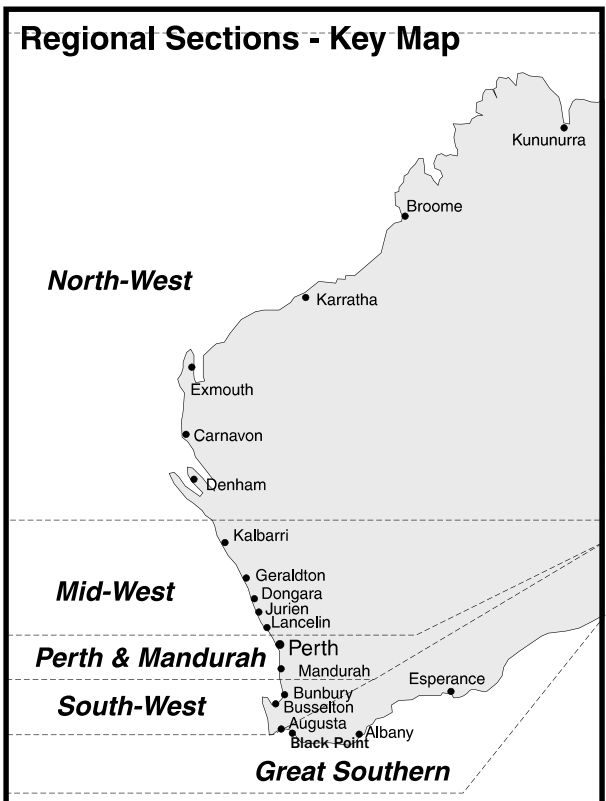 Regional Sections - Key Map
Kununurra
Broome
North-West
Karratha
Exmouth
Carnavon
Denham
Kalbarri
Geraldton
Mid-West
Dongara
Jurien
Lancelin
Perth
Perth & Mandurah
Mandurah
Esperance
Bunbury
South-West
Busselton
Augusta
Albany
Black Point
Great Southern